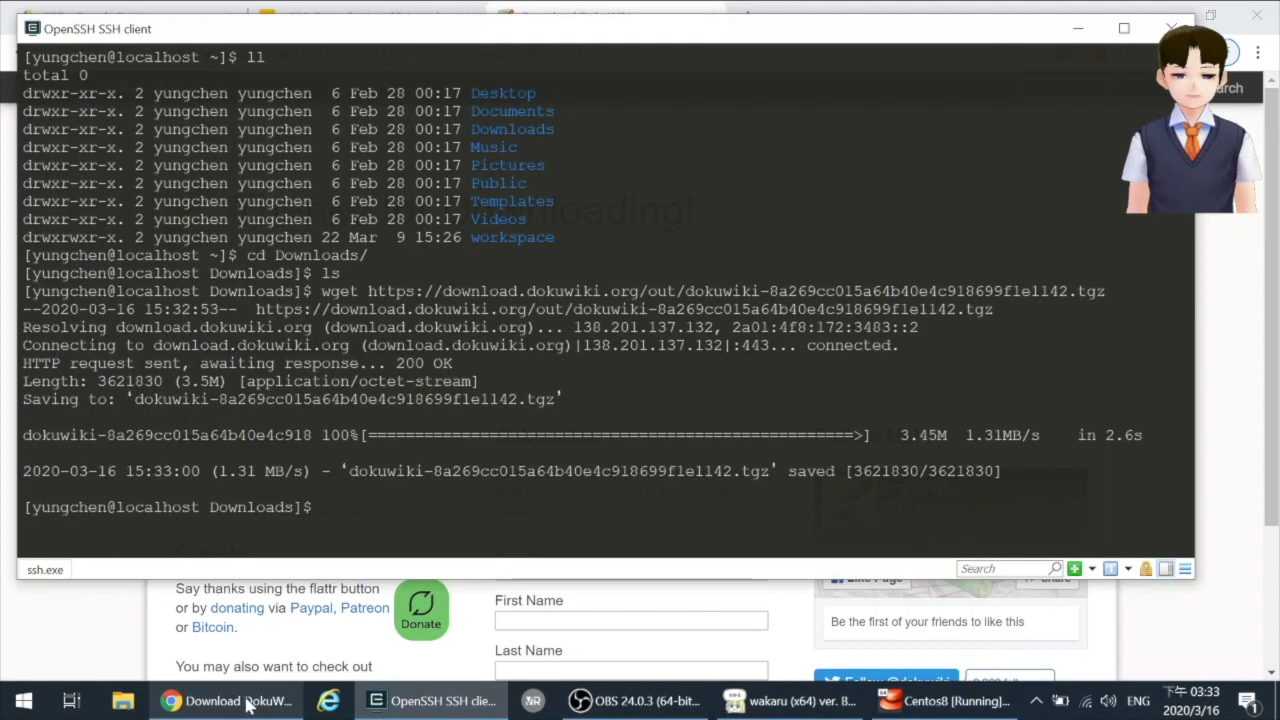 OpenSSH SSH client
[yungchen@localhost ~]$ ll
total 0
drwxr-xr-x. 2 yungchen yungchen  6 Feb 28 00:17 Desktop
drwxr-xr-x. 2 yungchen yungchen  6 Feb 28 00:17 Documents
drwxr-xr-x. 2 yungchen yungchen  6 Feb 28 00:17 Downloads
drwxr-xr-x. 2 yungchen yungchen  6 Feb 28 00:17 Music
drwxr-xr-x. 2 yungchen yungchen  6 Feb 28 00:17 Pictures
drwxr-xr-x. 2 yungchen yungchen  6 Feb 28 00:17 Public
drwxr-xr-x. 2 yungchen yungchen  6 Feb 28 00:17 Templates
drwxr-xr-x. 2 yungchen yungchen  6 Feb 28 00:17 Videos
drwxrwxr-x. 2 yungchen yungchen 22 Mar  9 15:26 workspace
[yungchen@localhost ~]$ cd Downloads/
[yungchen@localhost Downloads]$ ls
[yungchen@localhost Downloads]$ wget https://download.dokuwiki.org/out/dokuwiki-8a269cc015a64b40e4c918699f1e1142.tgz
--2020-03-16 15:32:53--  https://download.dokuwiki.org/out/dokuwiki-8a269cc015a64b40e4c918699f1e1142.tgz
Resolving download.dokuwiki.org (download.dokuwiki.org)... 138.201.137.132, 2a01:4f8:172:3483::2
Connecting to download.dokuwiki.org (download.dokuwiki.org)|138.201.137.132|:443... connected.
HTTP request sent, awaiting response... 200 OK
Length: 3621830 (3.5M) [application/octet-stream]
Saving to: ‘dokuwiki-8a269cc015a64b40e4c918699f1e1142.tgz’
dokuwiki-8a269cc015a64b40e4c918 100%[====================================================>]   3.45M  1.31MB/s    in 2.6s
2020-03-16 15:33:00 (1.31 MB/s) - ‘dokuwiki-8a269cc015a64b40e4c918699f1e1142.tgz’ saved [3621830/3621830]
[yungchen@localhost Downloads]$
ssh.exe
Search
Say thanks using the flattr button
or by donating via Paypal, Patreon
or Bitcoin.
Donate
You may also want to check out
First Name
Last Name
Be the first of your friends to like this
Download DokuW...
OpenSSH SSH clie...
OBS 24.0.3 (64-bit...
wakaru (x64) ver. B...
Centos8 [Running]...
ENG
下午 03:33
2020/3/16